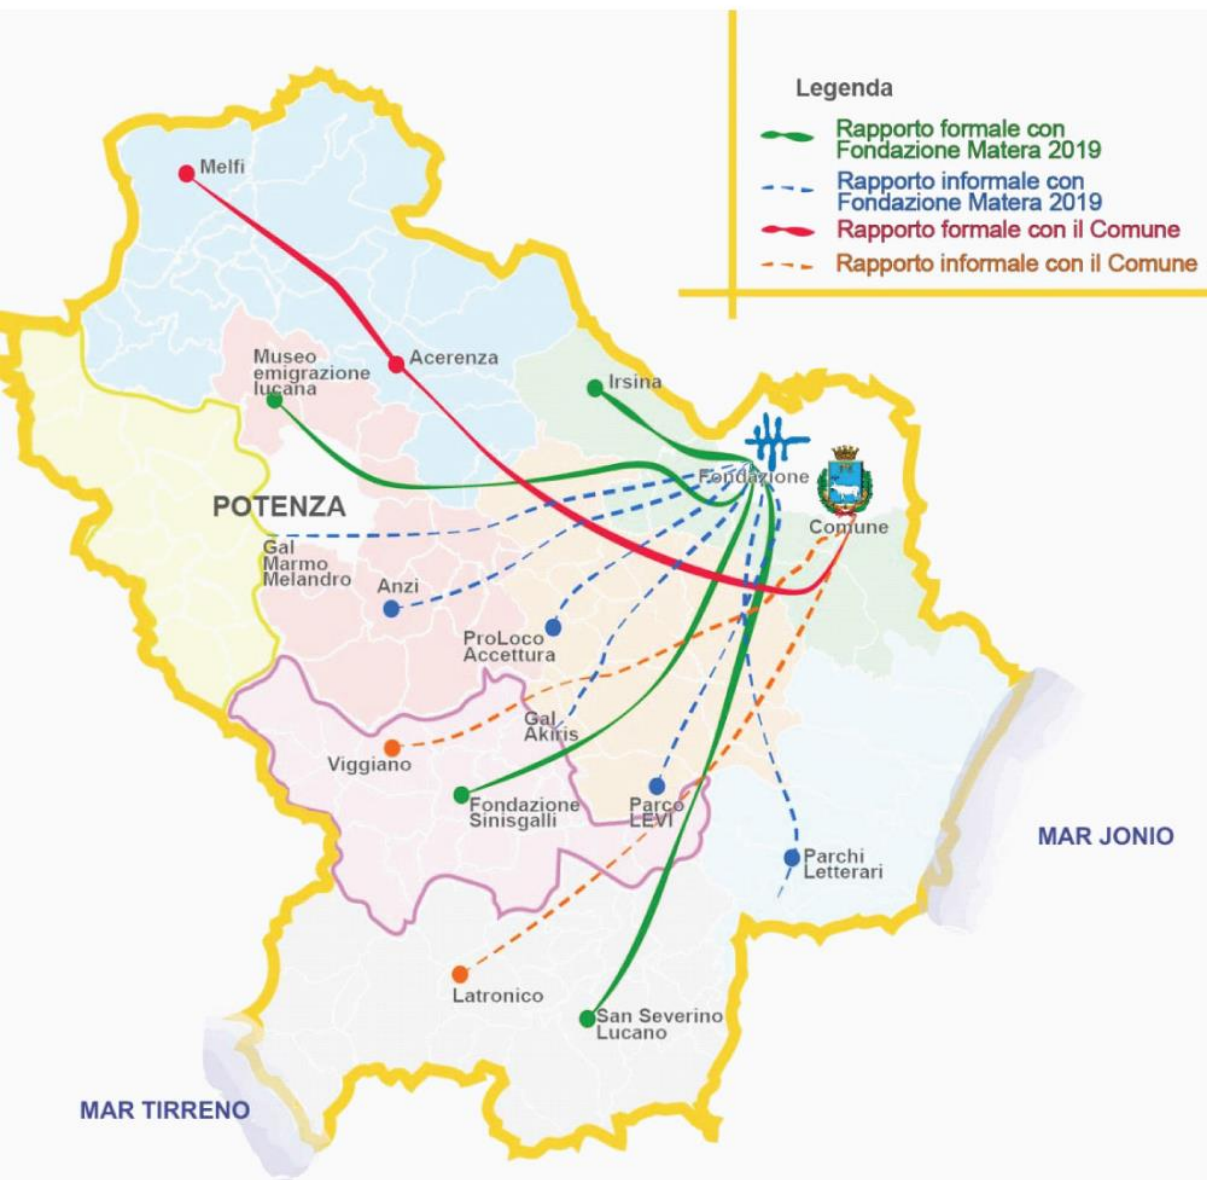 Legenda
Rapporto formale con
Fondazione Matera 2019
Rapporto informale con
Fondazione Matera 2019
Rapporto formale con il Comune
Rapporto informale con il Comune
Melfi
Acerenza
Museo
emigrazione
lucana
Irsina
Fondazione
Comune
POTENZA
Gal
Marmo
Melandro
Anzi
ProLoco
Accettura
Gal
Akiris
Viggiano
Fondazione
Sinisgalli
Parco
LEVI
Parchi
Letterari
MAR JONIO
Latronico
San Severino
Lucano
MAR TIRRENO